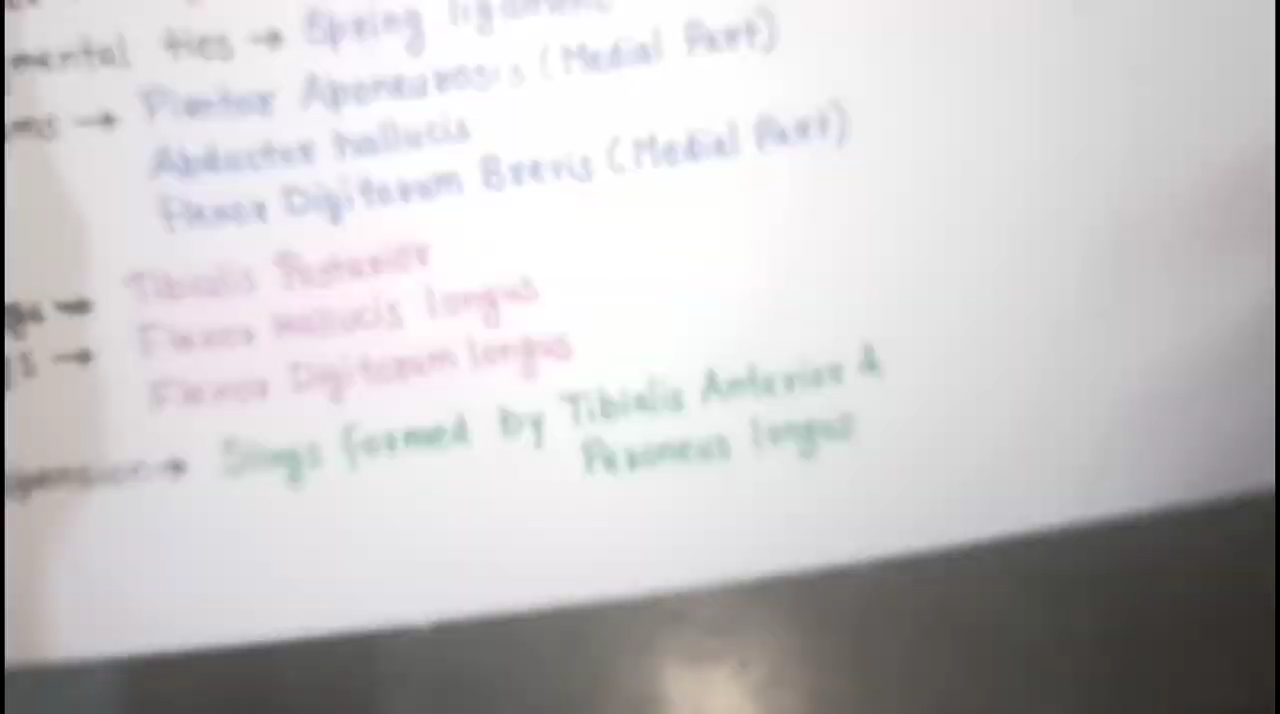 mental ties → Spring ligament
ms → Plantar Aponeurosis (Medial Part)
Abductor hallucis
Flexor Digitorum Brevis (Medial Part)
Tibialis Posterior
→ Flexor Hallucis longus
s → Flexor Digitorum longus
→ Slings formed by Tibialis Anterior &
Peroneus longus